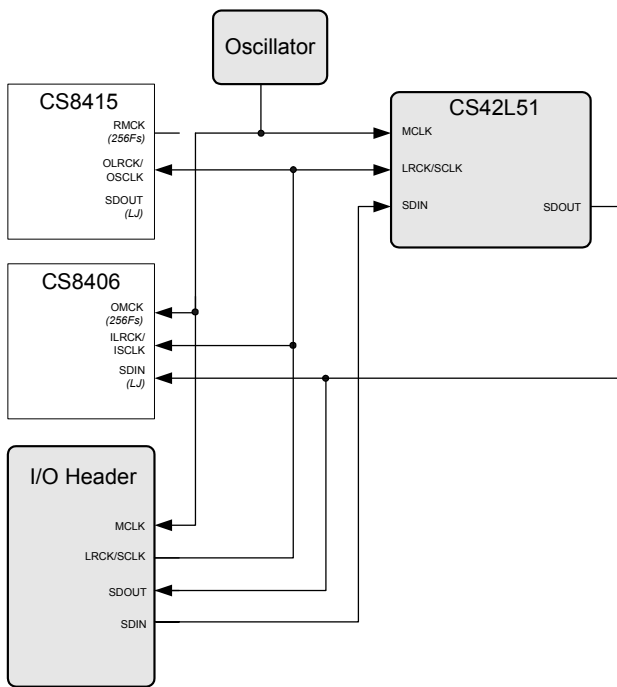 Oscillator
CS8415
RMCK
(256Fs)
OLRCK/
OSCLK
SDOUT
(LJ)
CS42L51
MCLK
LRCK/SCLK
SDIN
SDOUT
CS8406
OMCK
(256Fs)
ILRCK/
ISCLK
SDIN
(LJ)
I/O Header
MCLK
LRCK/SCLK
SDOUT
SDIN